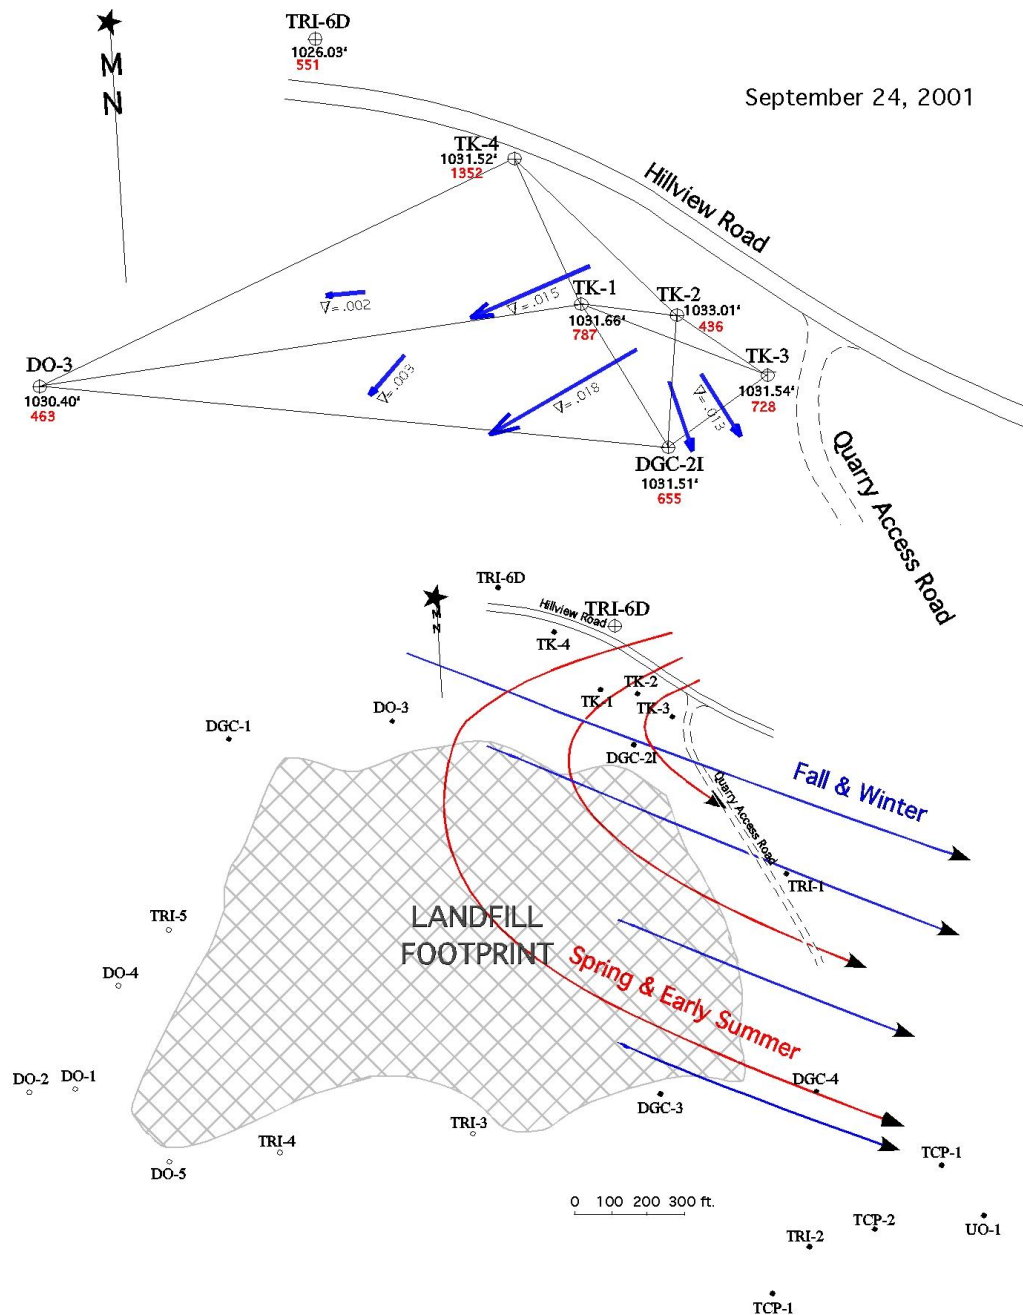 TRI-6D
1026.03'
551
M
N
September 24, 2001
TK-4
1031.52'
1352
Hillview Road
∇=.002
∇=.015
TK-1
1031.66'
787
TK-2
1033.01'
436
DO-3
1030.40'
463
∇=.003
∇=.018
∇=.013
TK-3
1031.54'
728
DGC-2I
1031.51'
655
Quarry Access Road
TRI-6D
M
N
Hillview Road
TRI-6D
TK-4
TK-1
TK-2
TK-3
DO-3
DGC-1
DGC-2I
Fall & Winter
Quarry Access Road
TRI-1
TRI-5
LANDFILL
FOOTPRINT
Spring & Early Summer
DO-4
DO-2
DO-1
DGC-4
DGC-3
TRI-3
TRI-4
DO-5
TCP-1
0 100 200 300 ft.
TCP-2
UO-1
TRI-2
TCP-1